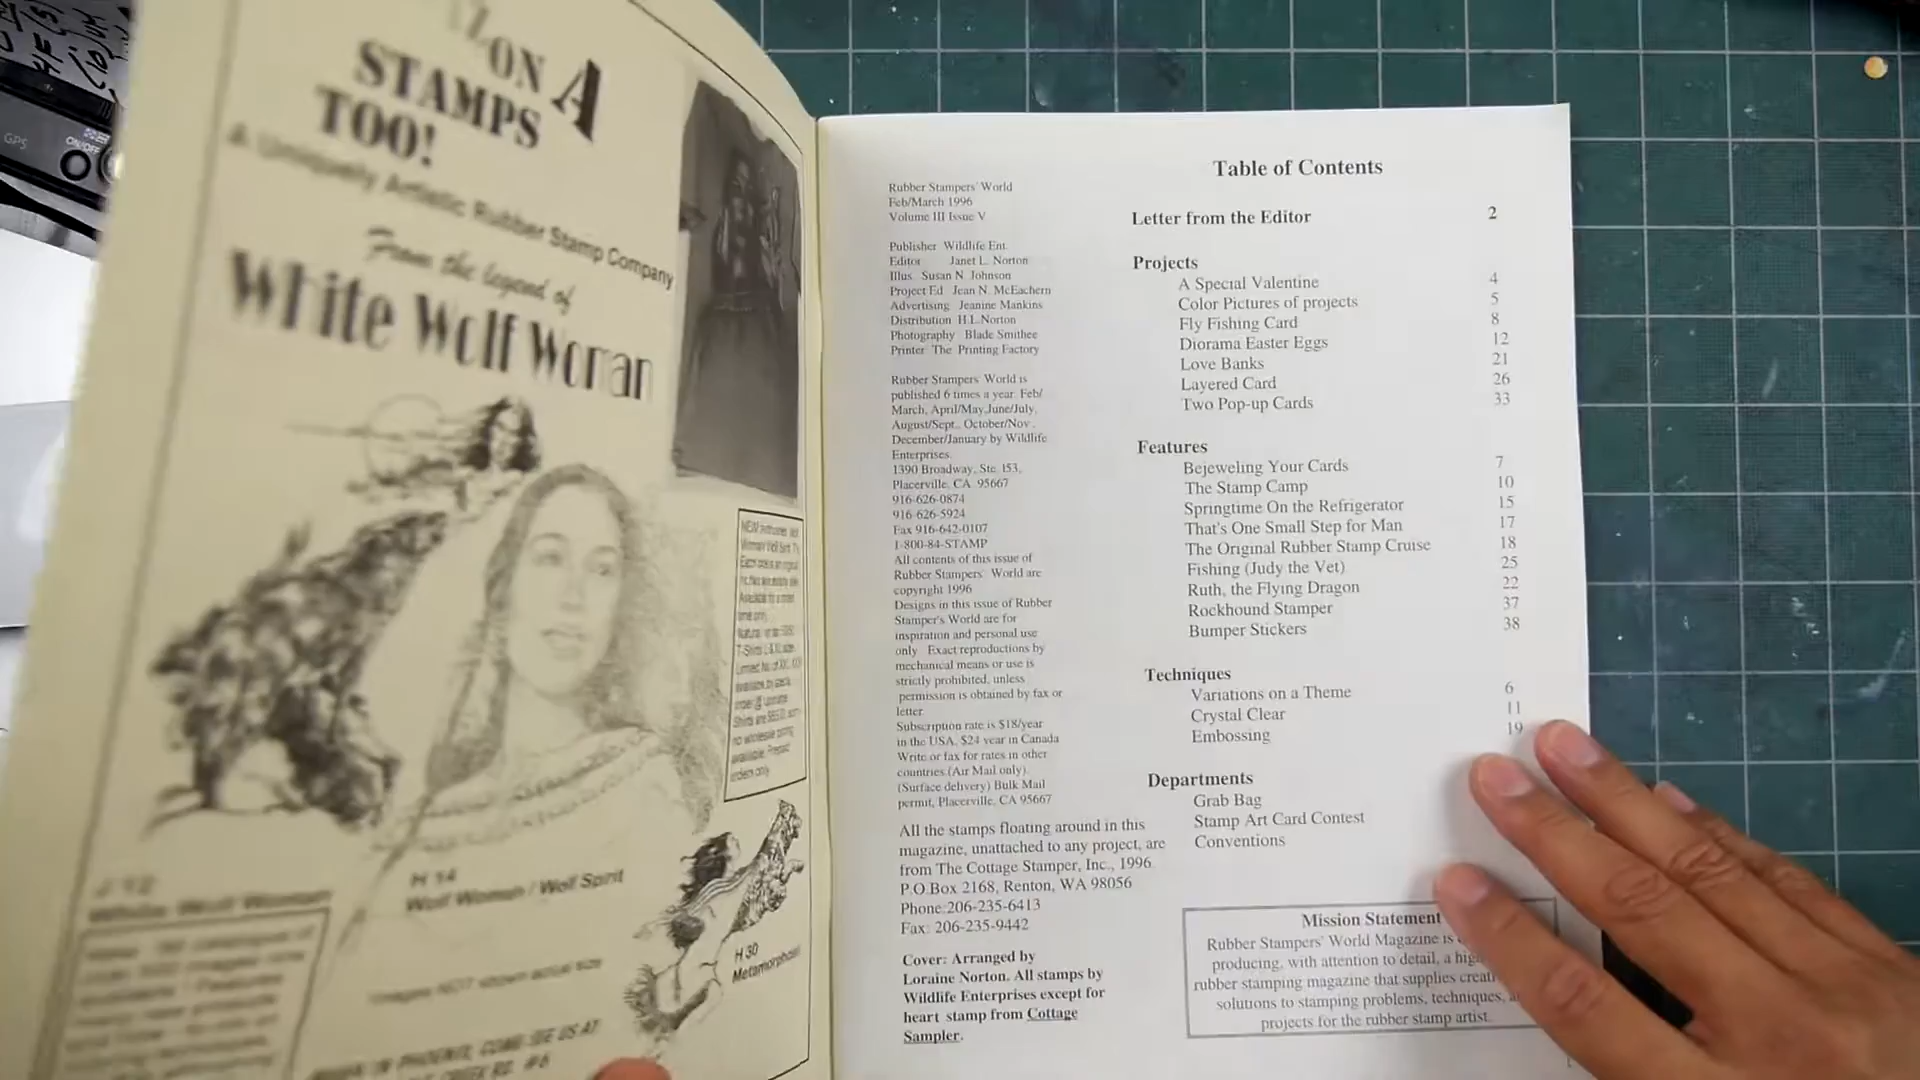 ON A
STAMPS
TOO!
A Uniquely Artistic Rubber Stamp Company
From the legend of
White Wolf Woman
H 14
Wolf Woman / Wolf Spirit
White Wolf Woman
H 30
Metamorphosis
GPS
ON/OFF
Rubber Stampers' World
Feb/March 1996
Volume III Issue V
Publisher Wildlife Ent.
Editor Janet L. Norton
Illus. Susan N. Johnson
Project Ed Jean N. McEachern
Advertising Jeanine Mankins
Distribution H.L.Norton
Photography Blade Smithee
Printer The Printing Factory
Rubber Stampers' World is
published 6 times a year. Feb/
March, April/May,June/July,
August/Sept., October/Nov.,
December/January by Wildlife
Enterprises.
1390 Broadway, Ste. 153,
Placerville, CA 95667
916-626-0874
916-626-5924
Fax 916-642-0107
1-800-84-STAMP
All contents of this issue of
Rubber Stampers' World are
copyright 1996
Designs in this issue of Rubber
Stamper's World are for
inspiration and personal use
only. Exact reproductions by
mechanical means or use is
strictly prohibited, unless
permission is obtained by fax or
letter.
Subscription rate is $18/year
in the USA, $24 year in Canada
Write or fax for rates in other
countries.(Air Mail only).
(Surface delivery) Bulk Mail
permit, Placerville, CA 95667
All the stamps floating around in this
magazine, unattached to any project, are
from The Cottage Stamper, Inc., 1996.
P.O.Box 2168, Renton, WA 98056
Phone:206-235-6413
Fax: 206-235-9442
Cover: Arranged by
Loraine Norton. All stamps by
Wildlife Enterprises except for
heart stamp from Cottage
Sampler.
Table of Contents
Letter from the Editor 2
Projects
A Special Valentine 4
Color Pictures of projects 5
Fly Fishing Card 8
Diorama Easter Eggs 12
Love Banks 21
Layered Card 26
Two Pop-up Cards 33
Features
Bejeweling Your Cards 7
The Stamp Camp 10
Springtime On the Refrigerator 15
That's One Small Step for Man 17
The Original Rubber Stamp Cruise 18
Fishing (Judy the Vet) 25
Ruth, the Flying Dragon 22
Rockhound Stamper 37
Bumper Stickers 38
Techniques
Variations on a Theme 6
Crystal Clear 11
Embossing 19
Departments
Grab Bag
Stamp Art Card Contest
Conventions
Mission Statement
Rubber Stampers' World Magazine is
producing, with attention to detail, a
rubber stamping magazine that supplies
solutions to stamping problems, techniques,
projects for the rubber stamp artist.